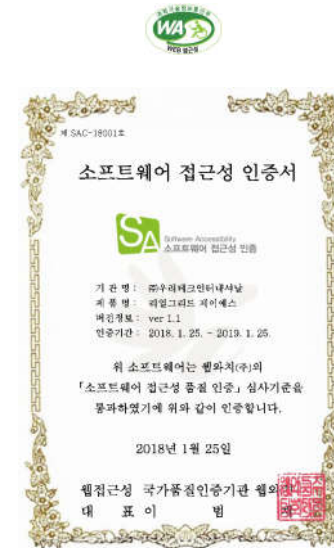 WA
WEB 접근성
제 SAC-18001호
소프트웨어 접근성 인증서
SA
Software Accessibility
소프트웨어 접근성 인증
기 관 명 : ㈜우리테크인터내셔날
제 품 명 : 리얼그리드 제이에스
버전정보 : ver 1.1
인증기간 : 2018. 1. 25. ~ 2019. 1. 25.
위 소프트웨어는 웹와치(주)의
「소프트웨어 접근성 품질 인증」 심사기준을
통과하였기에 위와 같이 인증합니다.
2018년 1월 25일
웹접근성 국가품질인증기관 웹와치
대 표 이 범